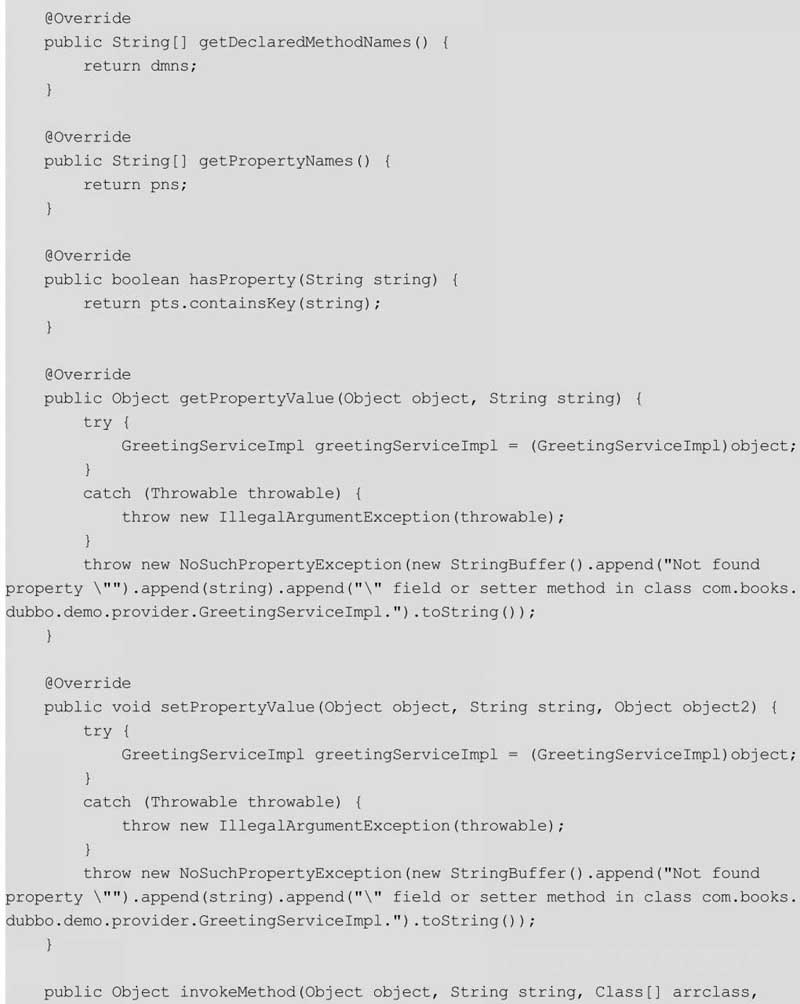 @Override
    public String[] getDeclaredMethodNames() {
        return dmns;
    }

    @Override
    public String[] getPropertyNames() {
        return pns;
    }

    @Override
    public boolean hasProperty(String string) {
        return pts.containsKey(string);
    }

    @Override
    public Object getPropertyValue(Object object, String string) {
        try {
            GreetingServiceImpl greetingServiceImpl = (GreetingServiceImpl)object;
        }
        catch (Throwable throwable) {
            throw new IllegalArgumentException(throwable);
        }
        throw new NoSuchPropertyException(new StringBuffer().append("Not found
property \"").append(string).append("\" field or setter method in class com.books.
dubbo.demo.provider.GreetingServiceImpl.").toString());
    }

    @Override
    public void setPropertyValue(Object object, String string, Object object2) {
        try {
            GreetingServiceImpl greetingServiceImpl = (GreetingServiceImpl)object;
        }
        catch (Throwable throwable) {
            throw new IllegalArgumentException(throwable);
        }
        throw new NoSuchPropertyException(new StringBuffer().append("Not found
property \"").append(string).append("\" field or setter method in class com.books.
dubbo.demo.provider.GreetingServiceImpl.").toString());
    }

    public Object invokeMethod(Object object, String string, Class[] arrclass,